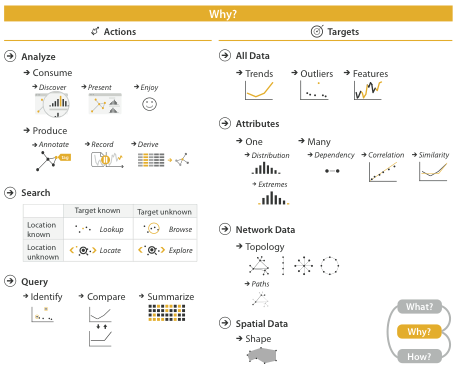 Why?
Actions
Analyze
Consume
Discover Present Enjoy
Produce
Annotate Record Derive
tag
Search
Target known Target unknown
Location known Lookup Browse
Location unknown Locate Explore
Query
Identify Compare Summarize
Targets
All Data
Trends Outliers Features
Attributes
One Many
Distribution Dependency Correlation Similarity
Extremes
Network Data
Topology
Paths
Spatial Data
Shape
What?
Why?
How?